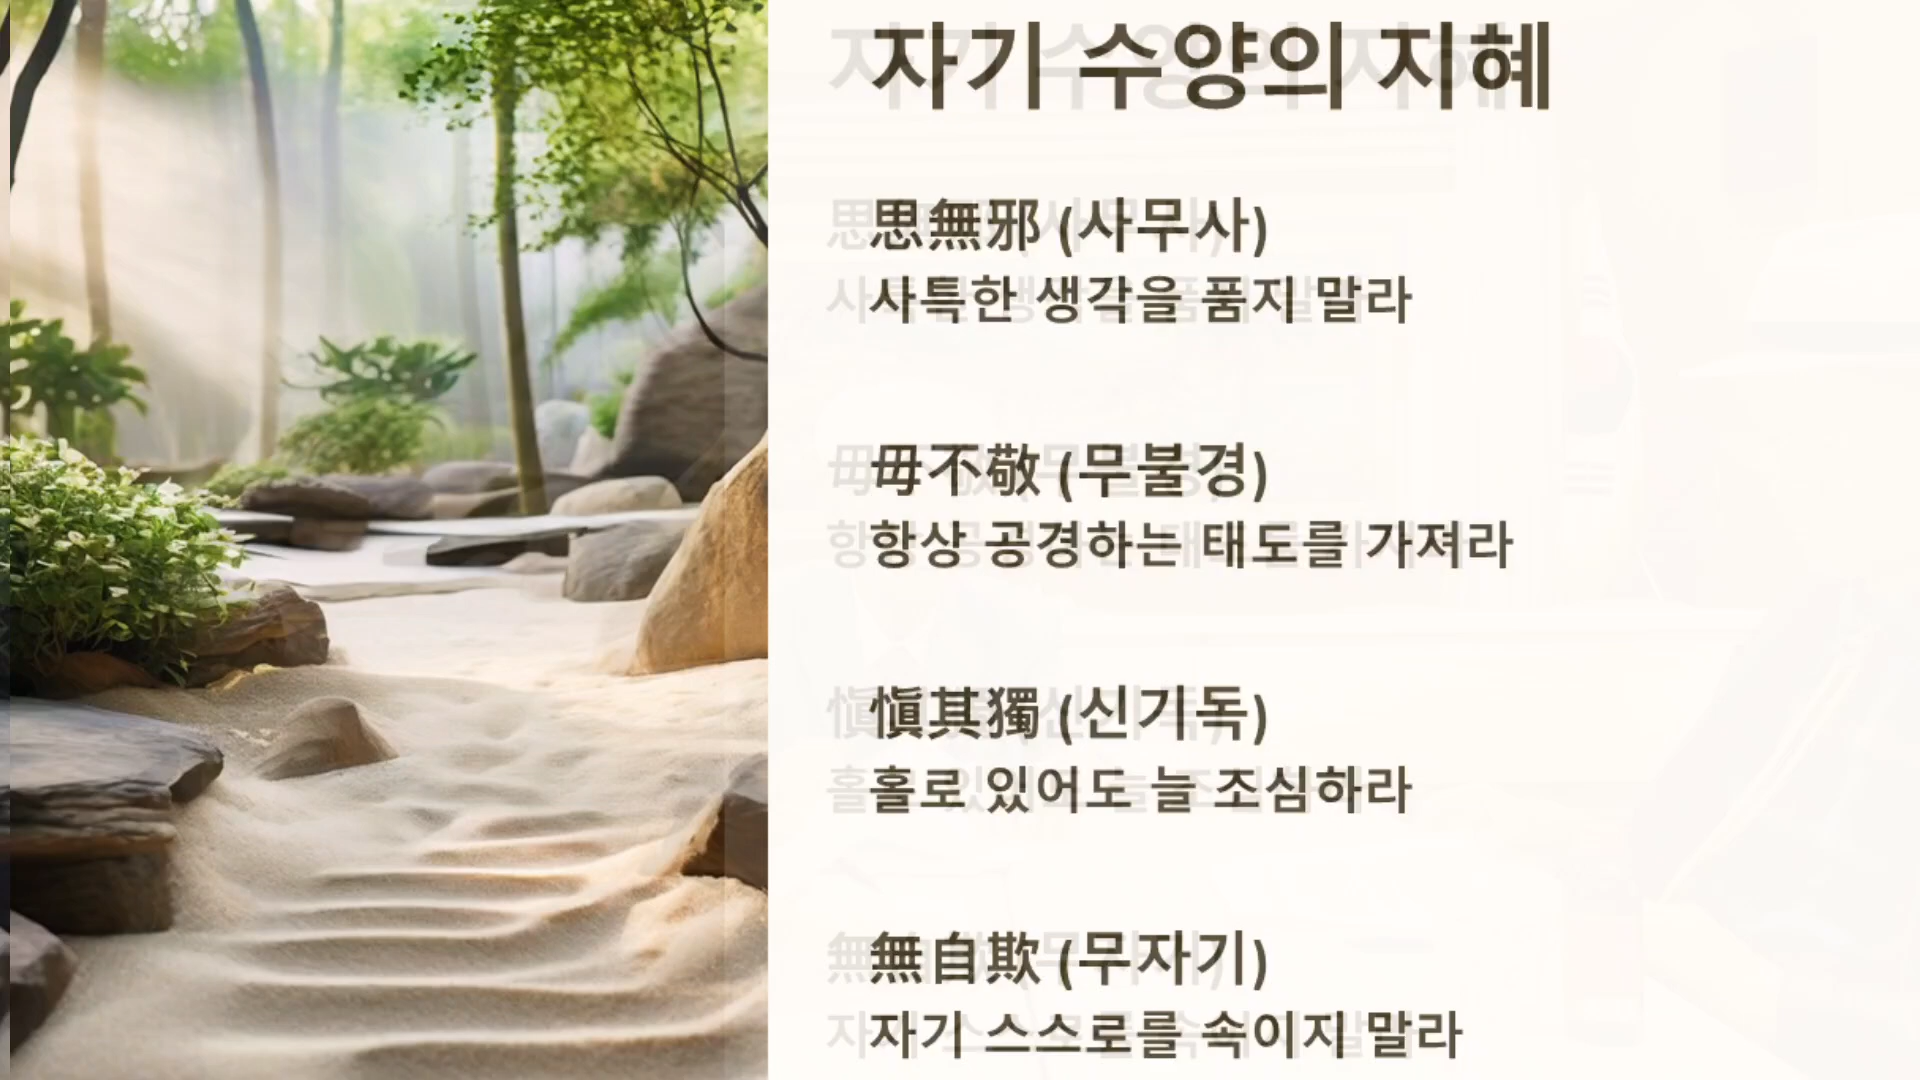 자기 수양의 지혜
思無邪 (사무사)
사특한 생각을 품지 말라
毋不敬 (무불경)
항상 공경하는 태도를 가져라
愼其獨 (신기독)
홀로 있어도 늘 조심하라
無自欺 (무자기)
자기 스스로를 속이지 말라